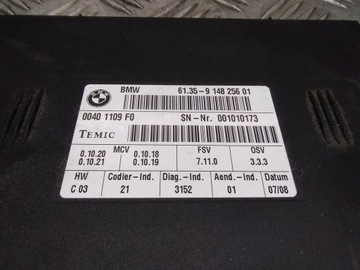 BMW 61.35-9 148 256 01
0040 1109 F0 SN-Nr. 001010173
TEMIC
MCV FSV OSV
0.10.20 0.10.18
0.10.21 0.10.19 7.11.0 3.3.3
HW Codier-Ind. Diag.-Ind. Aend.-Ind. Datum
C 03 21 3152 01 07/08